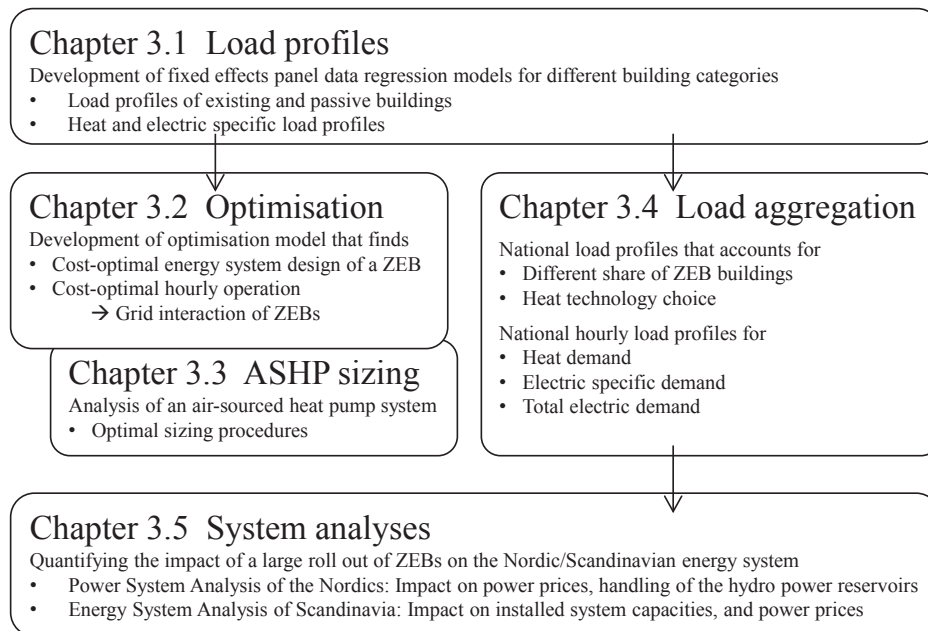 Chapter 3.1 Load profiles
Development of fixed effects panel data regression models for different building categories
• Load profiles of existing and passive buildings
• Heat and electric specific load profiles
Chapter 3.2 Optimisation
Development of optimisation model that finds
• Cost-optimal energy system design of a ZEB
• Cost-optimal hourly operation
→ Grid interaction of ZEBs
Chapter 3.3 ASHP sizing
Analysis of an air-sourced heat pump system
• Optimal sizing procedures
Chapter 3.4 Load aggregation
National load profiles that accounts for
• Different share of ZEB buildings
• Heat technology choice
National hourly load profiles for
• Heat demand
• Electric specific demand
• Total electric demand
Chapter 3.5 System analyses
Quantifying the impact of a large roll out of ZEBs on the Nordic/Scandinavian energy system
• Power System Analysis of the Nordics: Impact on power prices, handling of the hydro power reservoirs
• Energy System Analysis of Scandinavia: Impact on installed system capacities, and power prices